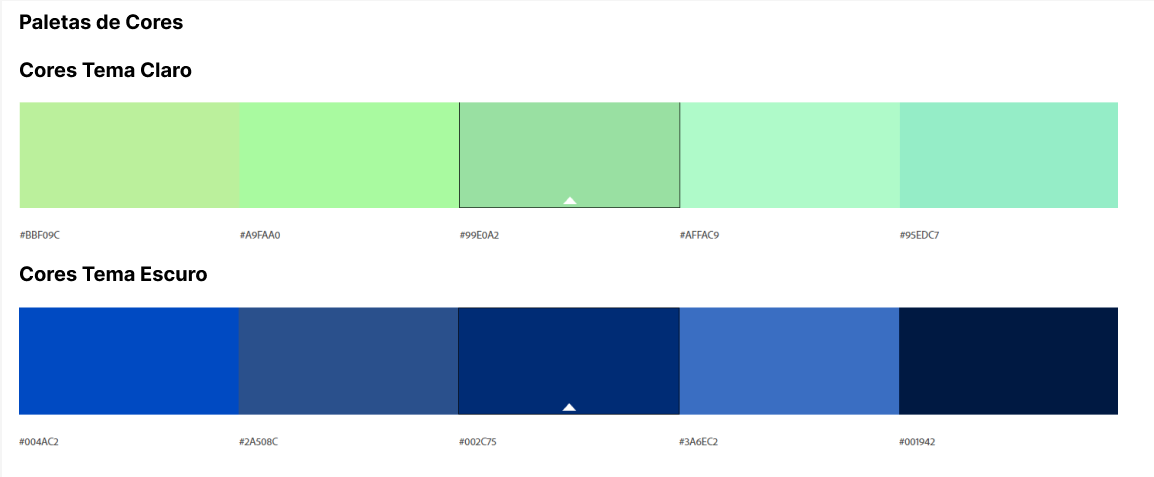 Paletas de Cores
Cores Tema Claro
#BBF09C #A9FAA0 #99E0A2 #AFFAC9 #95EDC7
Cores Tema Escuro
#004AC2 #2A508C #002C75 #3A6EC2 #001942